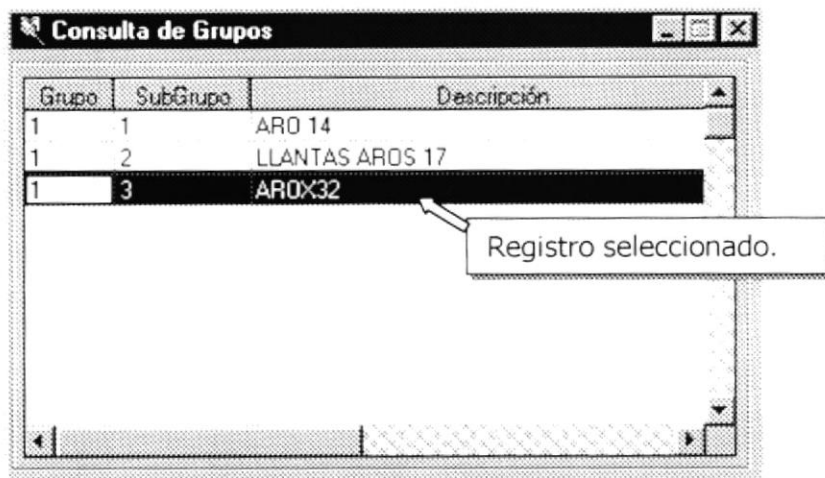 Consulta de Grupos
Grupo SubGrupo Descripción
1 1 ARO 14
1 2 LLANTAS AROS 17
1 3 AROX32
Registro seleccionado.